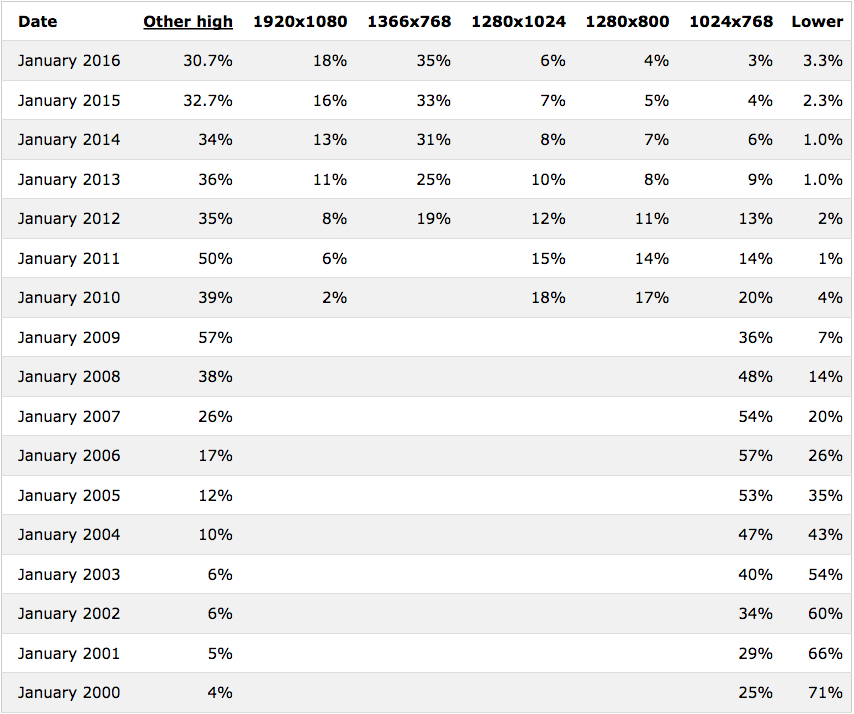 Date Other high 1920x1080 1366x768 1280x1024 1280x800 1024x768 Lower
January 2016 30.7% 18% 35% 6% 4% 3% 3.3%
January 2015 32.7% 16% 33% 7% 5% 4% 2.3%
January 2014 34% 13% 31% 8% 7% 6% 1.0%
January 2013 36% 11% 25% 10% 8% 9% 1.0%
January 2012 35% 8% 19% 12% 11% 13% 2%
January 2011 50% 6% 15% 14% 14% 1%
January 2010 39% 2% 18% 17% 20% 4%
January 2009 57% 36% 7%
January 2008 38% 48% 14%
January 2007 26% 54% 20%
January 2006 17% 57% 26%
January 2005 12% 53% 35%
January 2004 10% 47% 43%
January 2003 6% 40% 54%
January 2002 6% 34% 60%
January 2001 5% 29% 66%
January 2000 4% 25% 71%